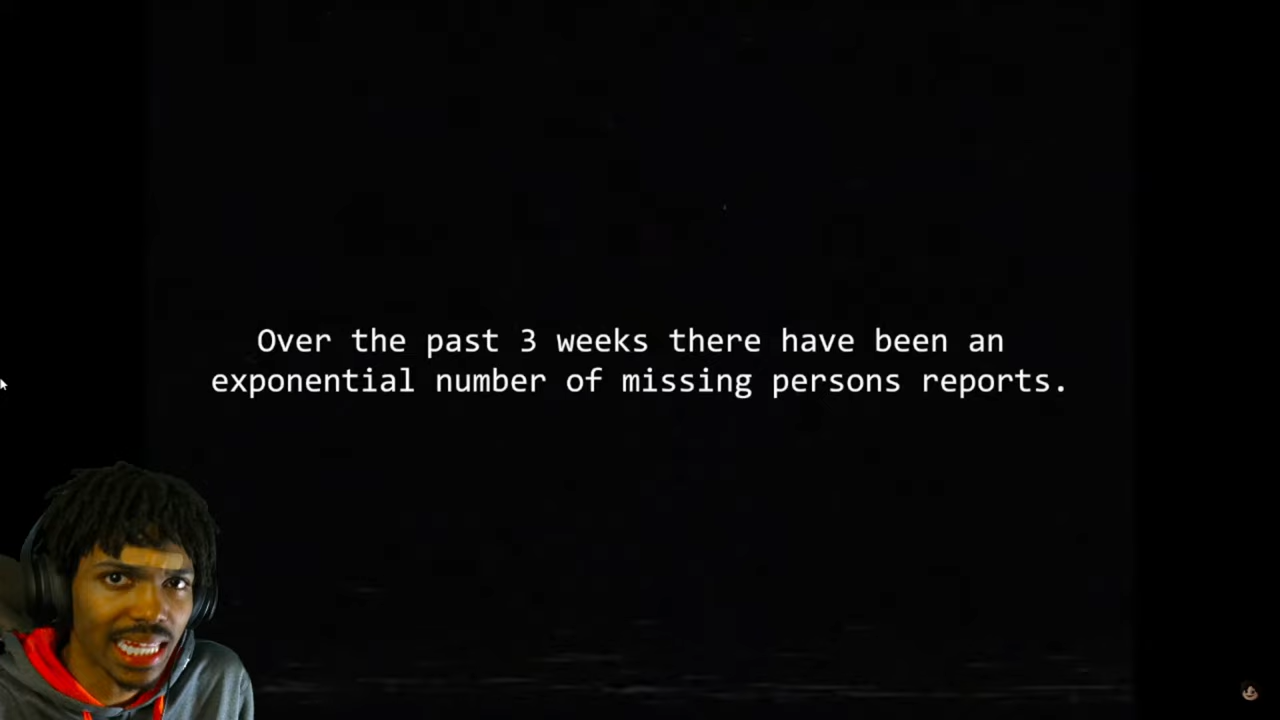 Over the past 3 weeks there have been an
exponential number of missing persons reports.